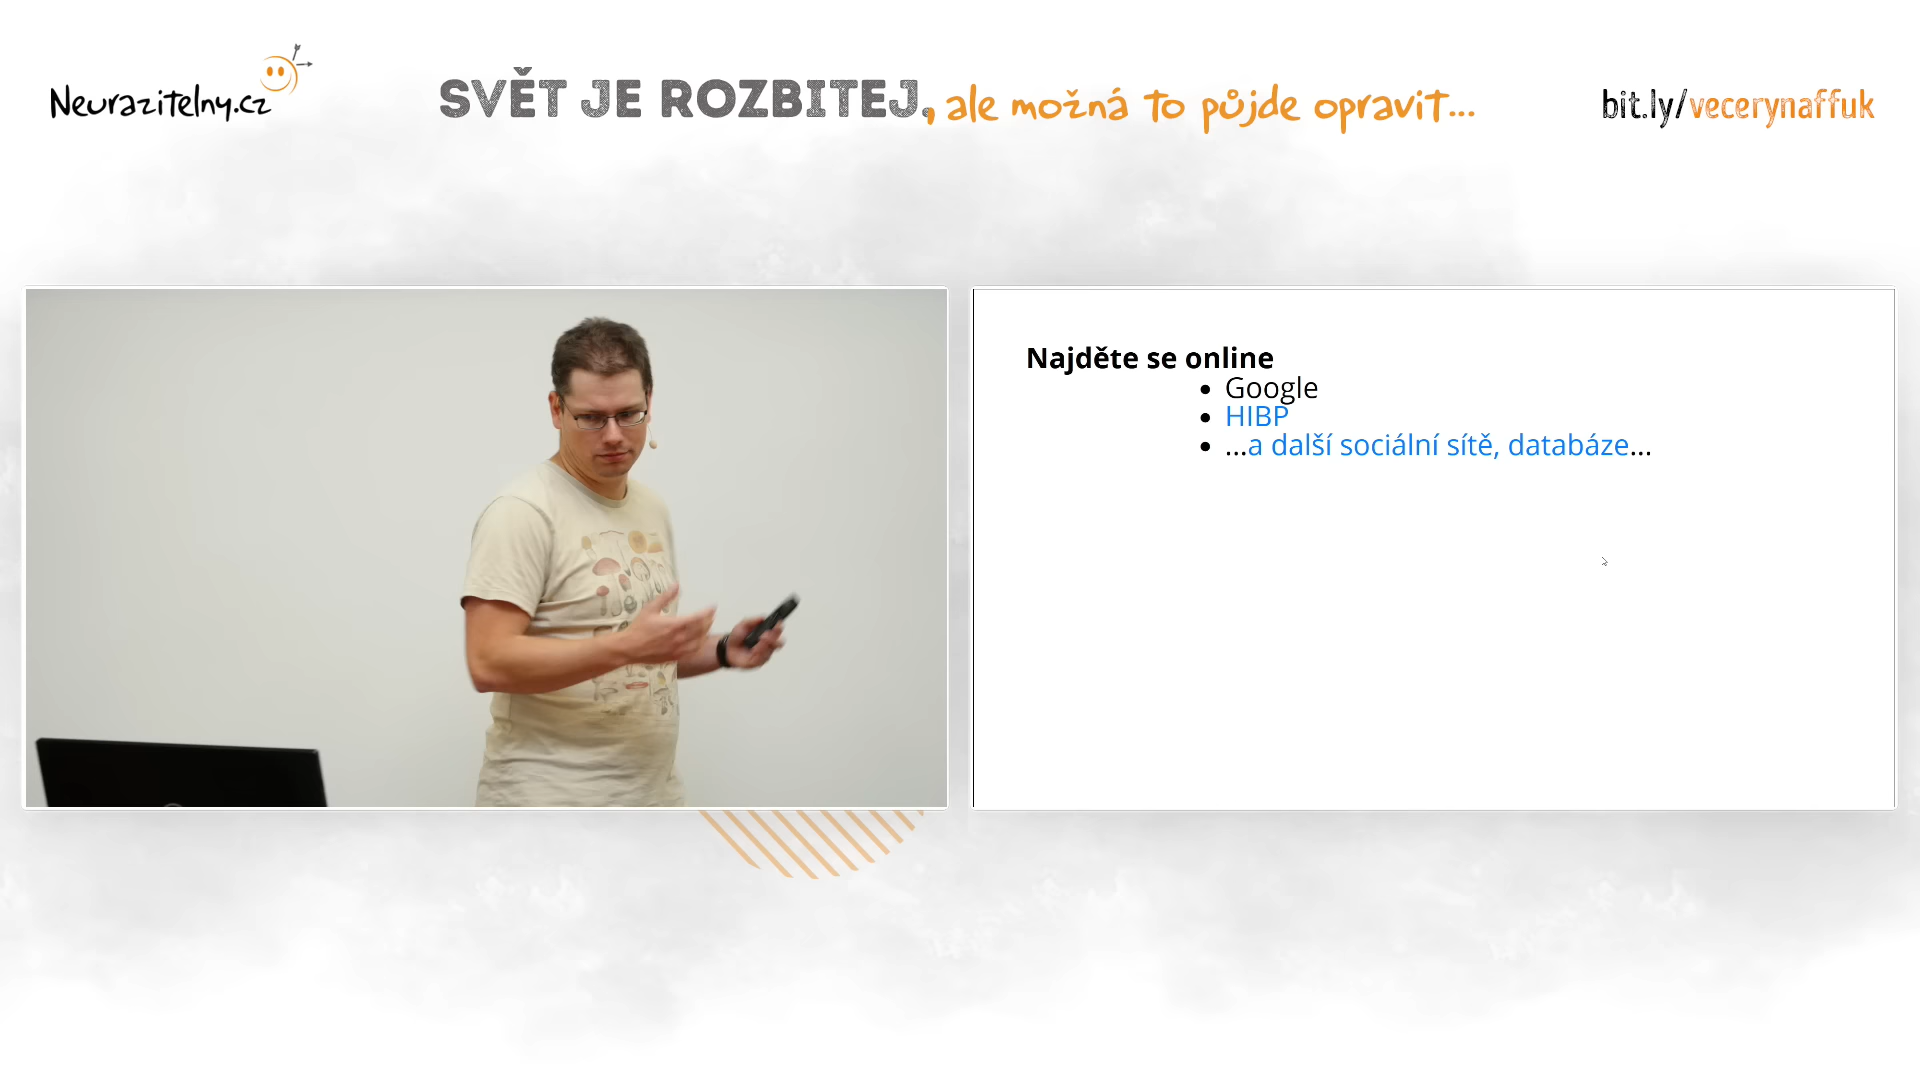 Neurazitelny.cz
SVĚT JE ROZBITEJ, ale možná to půjde opravit...
bit.ly/vecerynaffuk
Najděte se online
• Google
• HIBP
• ...a další sociální sítě, databáze...